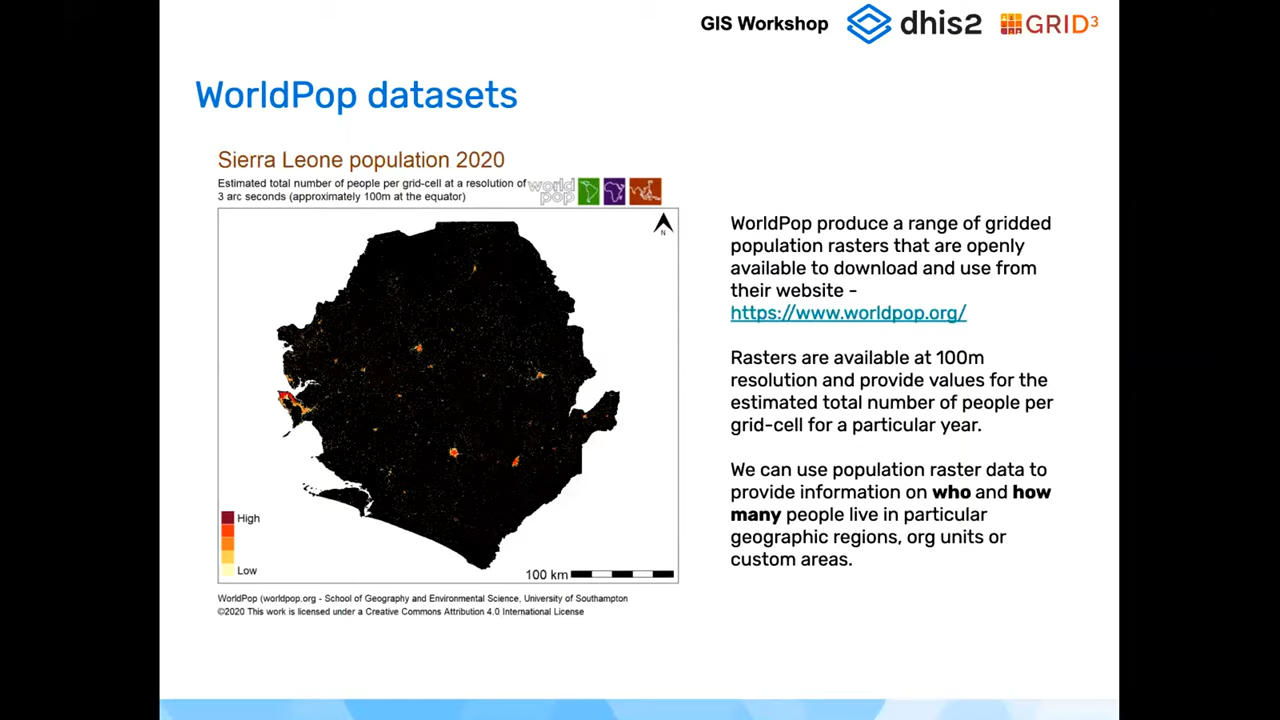 GIS Workshop dhis2 GRID³
WorldPop datasets
Sierra Leone population 2020
Estimated total number of people per grid-cell at a resolution of
3 arc seconds (approximately 100m at the equator)
world
pop
N
High
Low
100 km
WorldPop (worldpop.org - School of Geography and Environmental Science, University of Southampton
©2020 This work is licensed under a Creative Commons Attribution 4.0 International License
WorldPop produce a range of gridded
population rasters that are openly
available to download and use from
their website -
https://www.worldpop.org/
Rasters are available at 100m
resolution and provide values for the
estimated total number of people per
grid-cell for a particular year.
We can use population raster data to
provide information on who and how
many people live in particular
geographic regions, org units or
custom areas.